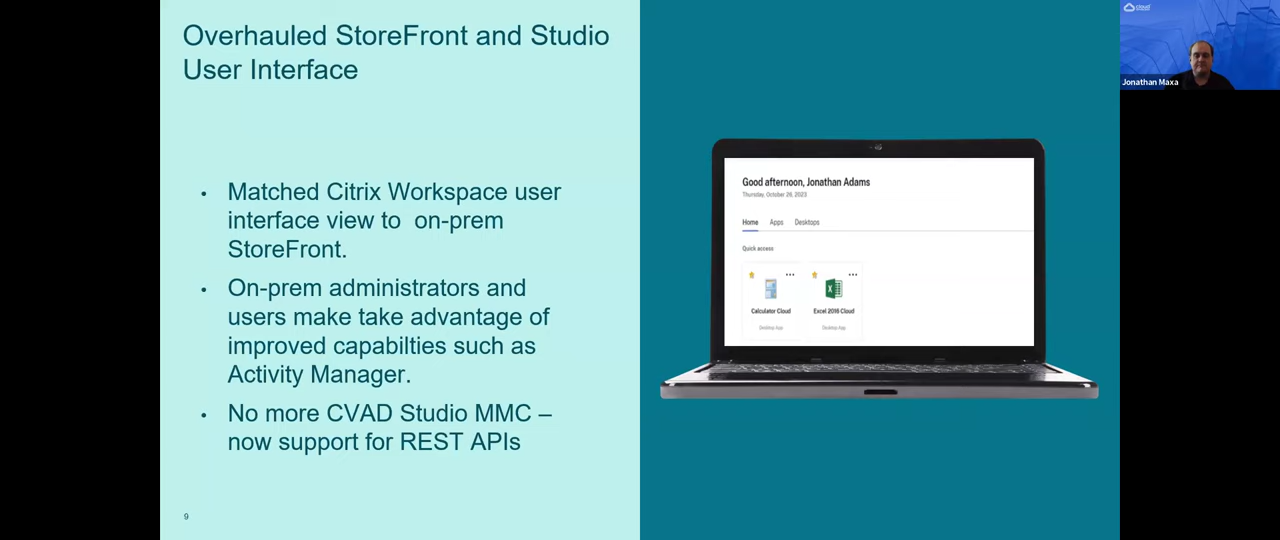 Overhauled StoreFront and Studio
User Interface
• Matched Citrix Workspace user
interface view to on-prem
StoreFront.
• On-prem administrators and
users make take advantage of
improved capabilties such as
Activity Manager.
• No more CVAD Studio MMC –
now support for REST APIs
9
Good afternoon, Jonathan Adams
Thursday, October 26, 2023
Home Apps Desktops
Quick access
Calculator Cloud Excel 2016 Cloud
Desktop App Desktop App
cloud
Jonathan Maxa